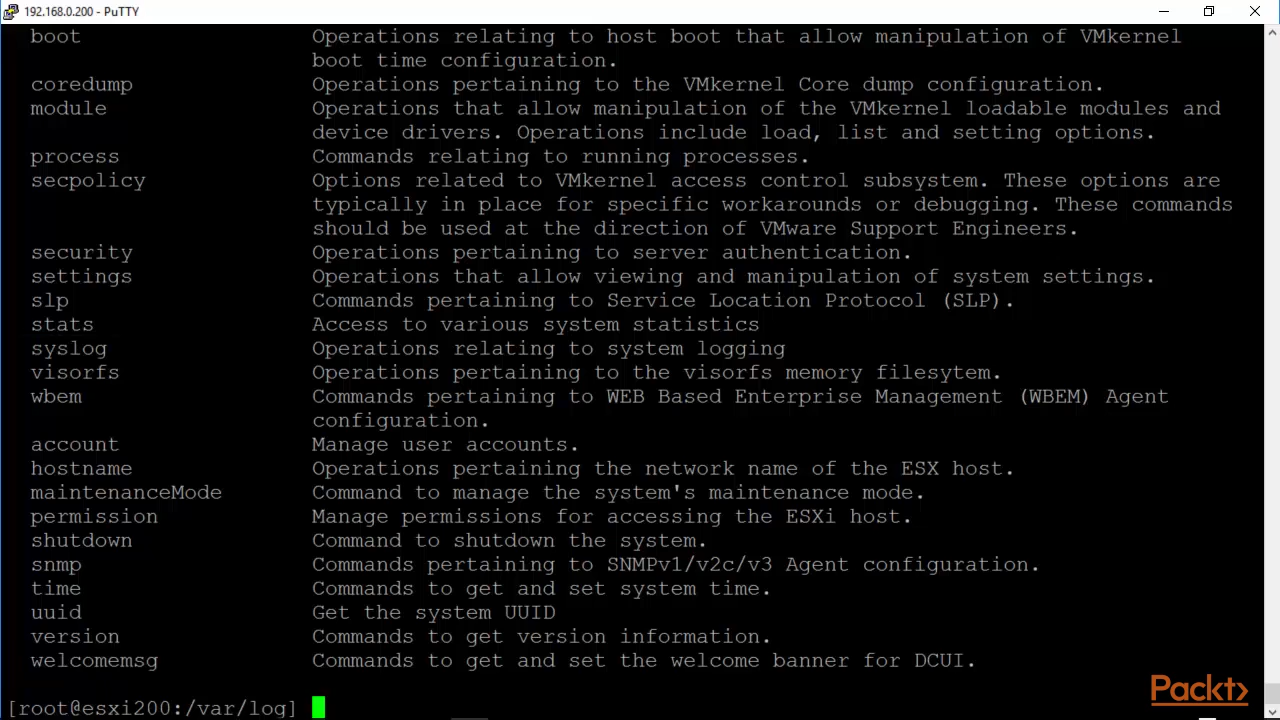 192.168.0.200 - PuTTY
boot Operations relating to host boot that allow manipulation of VMkernel
boot time configuration.
coredump Operations pertaining to the VMkernel Core dump configuration.
module Operations that allow manipulation of the VMkernel loadable modules and
device drivers. Operations include load, list and setting options.
process Commands relating to running processes.
secpolicy Options related to VMkernel access control subsystem. These options are
typically in place for specific workarounds or debugging. These commands
should be used at the direction of VMware Support Engineers.
security Operations pertaining to server authentication.
settings Operations that allow viewing and manipulation of system settings.
slp Commands pertaining to Service Location Protocol (SLP).
stats Access to various system statistics
syslog Operations relating to system logging
visorfs Operations pertaining to the visorfs memory filesytem.
wbem Commands pertaining to WEB Based Enterprise Management (WBEM) Agent
configuration.
account Manage user accounts.
hostname Operations pertaining the network name of the ESX host.
maintenanceMode Command to manage the system's maintenance mode.
permission Manage permissions for accessing the ESXi host.
shutdown Command to shutdown the system.
snmp Commands pertaining to SNMPv1/v2c/v3 Agent configuration.
time Commands to get and set system time.
uuid Get the system UUID
version Commands to get version information.
welcomemsg Commands to get and set the welcome banner for DCUI.
Packt>
[root@esxi200:/var/log]